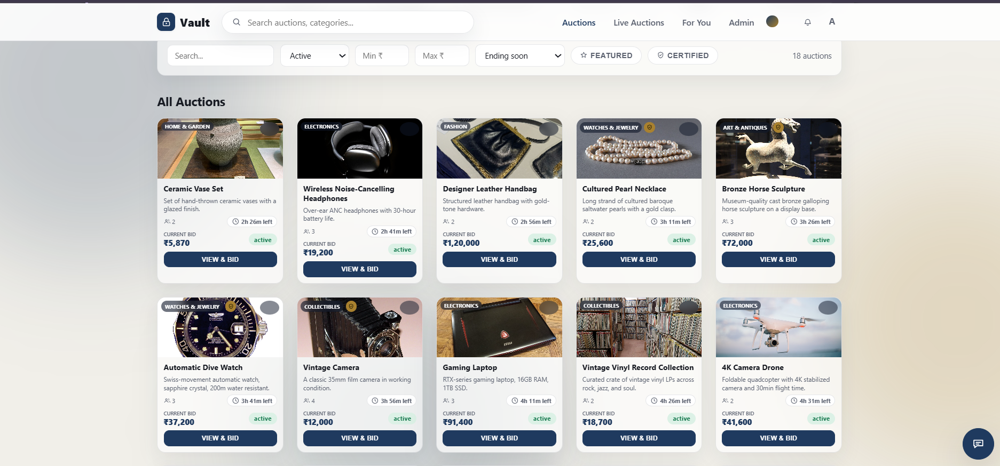 Vault
Search auctions, categories...
Auctions
Live Auctions
For You
Admin
A
Search...
Active
Min ₹
Max ₹
Ending soon
FEATURED
CERTIFIED
18 auctions
All Auctions
HOME & GARDEN
Ceramic Vase Set
Set of hand-thrown ceramic vases with a
glazed finish.
2
2h 26m left
CURRENT BID
₹5,870
active
VIEW & BID
ELECTRONICS
Wireless Noise-Cancelling
Headphones
Over-ear ANC headphones with 30-hour
battery life.
3
2h 41m left
CURRENT BID
₹19,200
active
VIEW & BID
FASHION
Designer Leather Handbag
Structured leather handbag with gold-
tone hardware.
2
2h 56m left
CURRENT BID
₹1,20,000
active
VIEW & BID
WATCHES & JEWELRY
Cultured Pearl Necklace
Long strand of cultured baroque
saltwater pearls with a gold clasp.
2
3h 11m left
CURRENT BID
₹25,600
active
VIEW & BID
ART & ANTIQUES
Bronze Horse Sculpture
Museum-quality cast bronze galloping
horse sculpture on a display base.
3
3h 26m left
CURRENT BID
₹72,000
active
VIEW & BID
WATCHES & JEWELRY
40
20
Automatic Dive Watch
Swiss-movement automatic watch,
sapphire crystal, 200m water resistant.
3
3h 41m left
CURRENT BID
₹37,200
active
VIEW & BID
COLLECTIBLES
Vintage Camera
A classic 35mm film camera in working
condition.
4
3h 56m left
CURRENT BID
₹12,000
active
VIEW & BID
ELECTRONICS
msi
Gaming Laptop
RTX-series gaming laptop, 16GB RAM,
1TB SSD.
3
4h 11m left
CURRENT BID
₹91,400
active
VIEW & BID
COLLECTIBLES
Vintage Vinyl Record Collection
Curated crate of vintage vinyl LPs across
rock, jazz, and soul.
2
4h 26m left
CURRENT BID
₹18,700
active
VIEW & BID
ELECTRONICS
4K Camera Drone
Foldable quadcopter with 4K stabilized
camera and 30min flight time.
2
4h 31m left
CURRENT BID
₹41,600
active
VIEW & BID